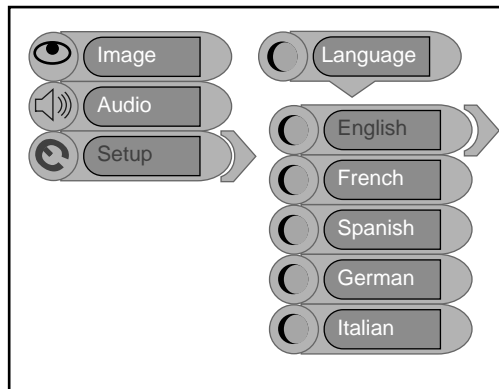 Image
Audio
Setup
Language
English
French
Spanish
German
Italian